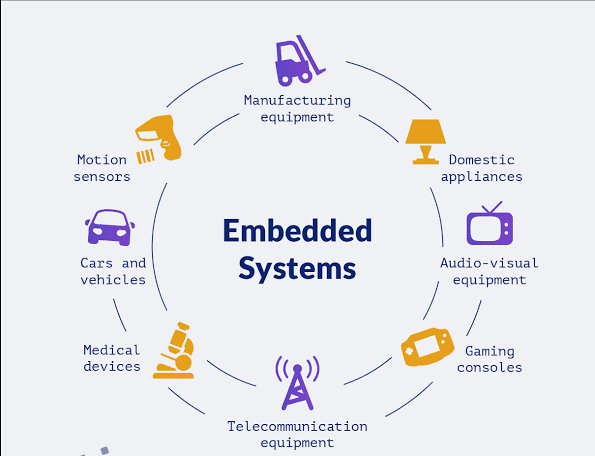 Manufacturing
equipment
Motion
sensors
Domestic
appliances
Embedded
Systems
Cars and
vehicles
Audio-visual
equipment
Medical
devices
Gaming
consoles
Telecommunication
equipment